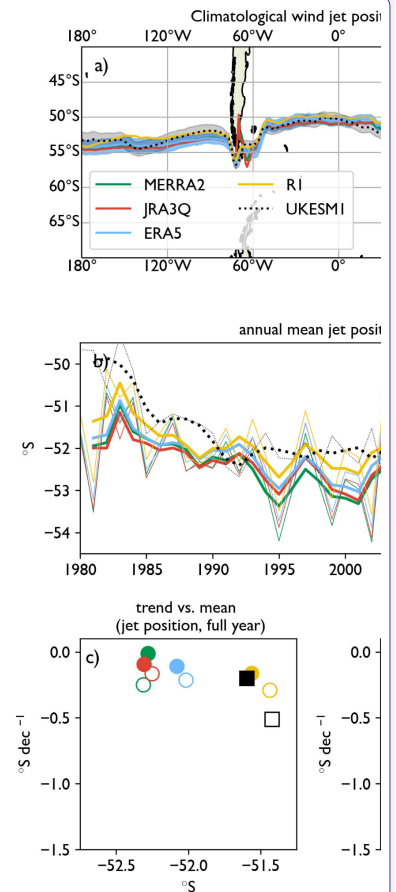 Climatological wind jet posit
180° 120°W 60°W 0°
a)
45°S
50°S
55°S
60°S
65°S
MERRA2 R1
JRA3Q UKESM1
ERA5
180° 120°W 60°W 0°
annual mean jet posit
b)
−50
−51
−52
−53
−54
°S
1980 1985 1990 1995 2000
trend vs. mean
(jet position, full year)
c)
0.0 0.0
−0.5 −0.5
−1.0 −1.0
−1.5 −1.5
°S dec −1 °S dec −1
−52.5 −52.0 −51.5
°S